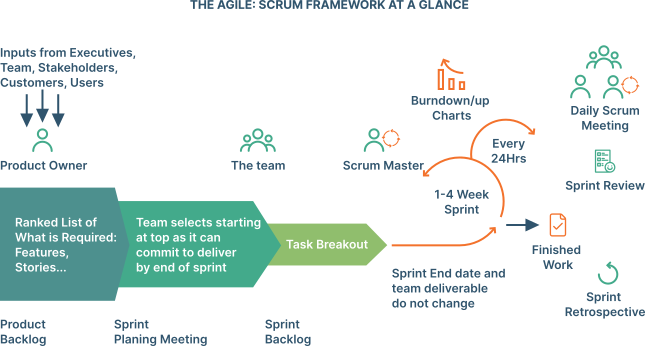 THE AGILE: SCRUM FRAMEWORK AT A GLANCE
Inputs from Executives,
Team, Stakeholders,
Customers, Users
Product Owner
The team
Scrum Master
Burndown/up
Charts
Every
24Hrs
Daily Scrum
Meeting
Sprint Review
1-4 Week
Sprint
Ranked List of
What is Required:
Features,
Stories...
Team selects starting
at top as it can
commit to deliver
by end of sprint
Task Breakout
Finished
Work
Sprint End date and
team deliverable
do not change
Sprint
Retrospective
Product
Backlog
Sprint
Planing Meeting
Sprint
Backlog